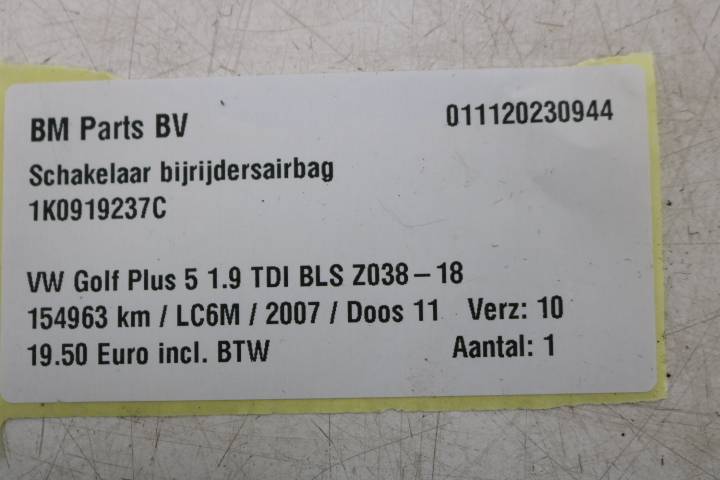 BM Parts BV 011120230944
Schakelaar bijrijdersairbag
1K0919237C
VW Golf Plus 5 1.9 TDI BLS Z038 – 18
154963 km / LC6M / 2007 / Doos 11 Verz: 10
19.50 Euro incl. BTW Aantal: 1